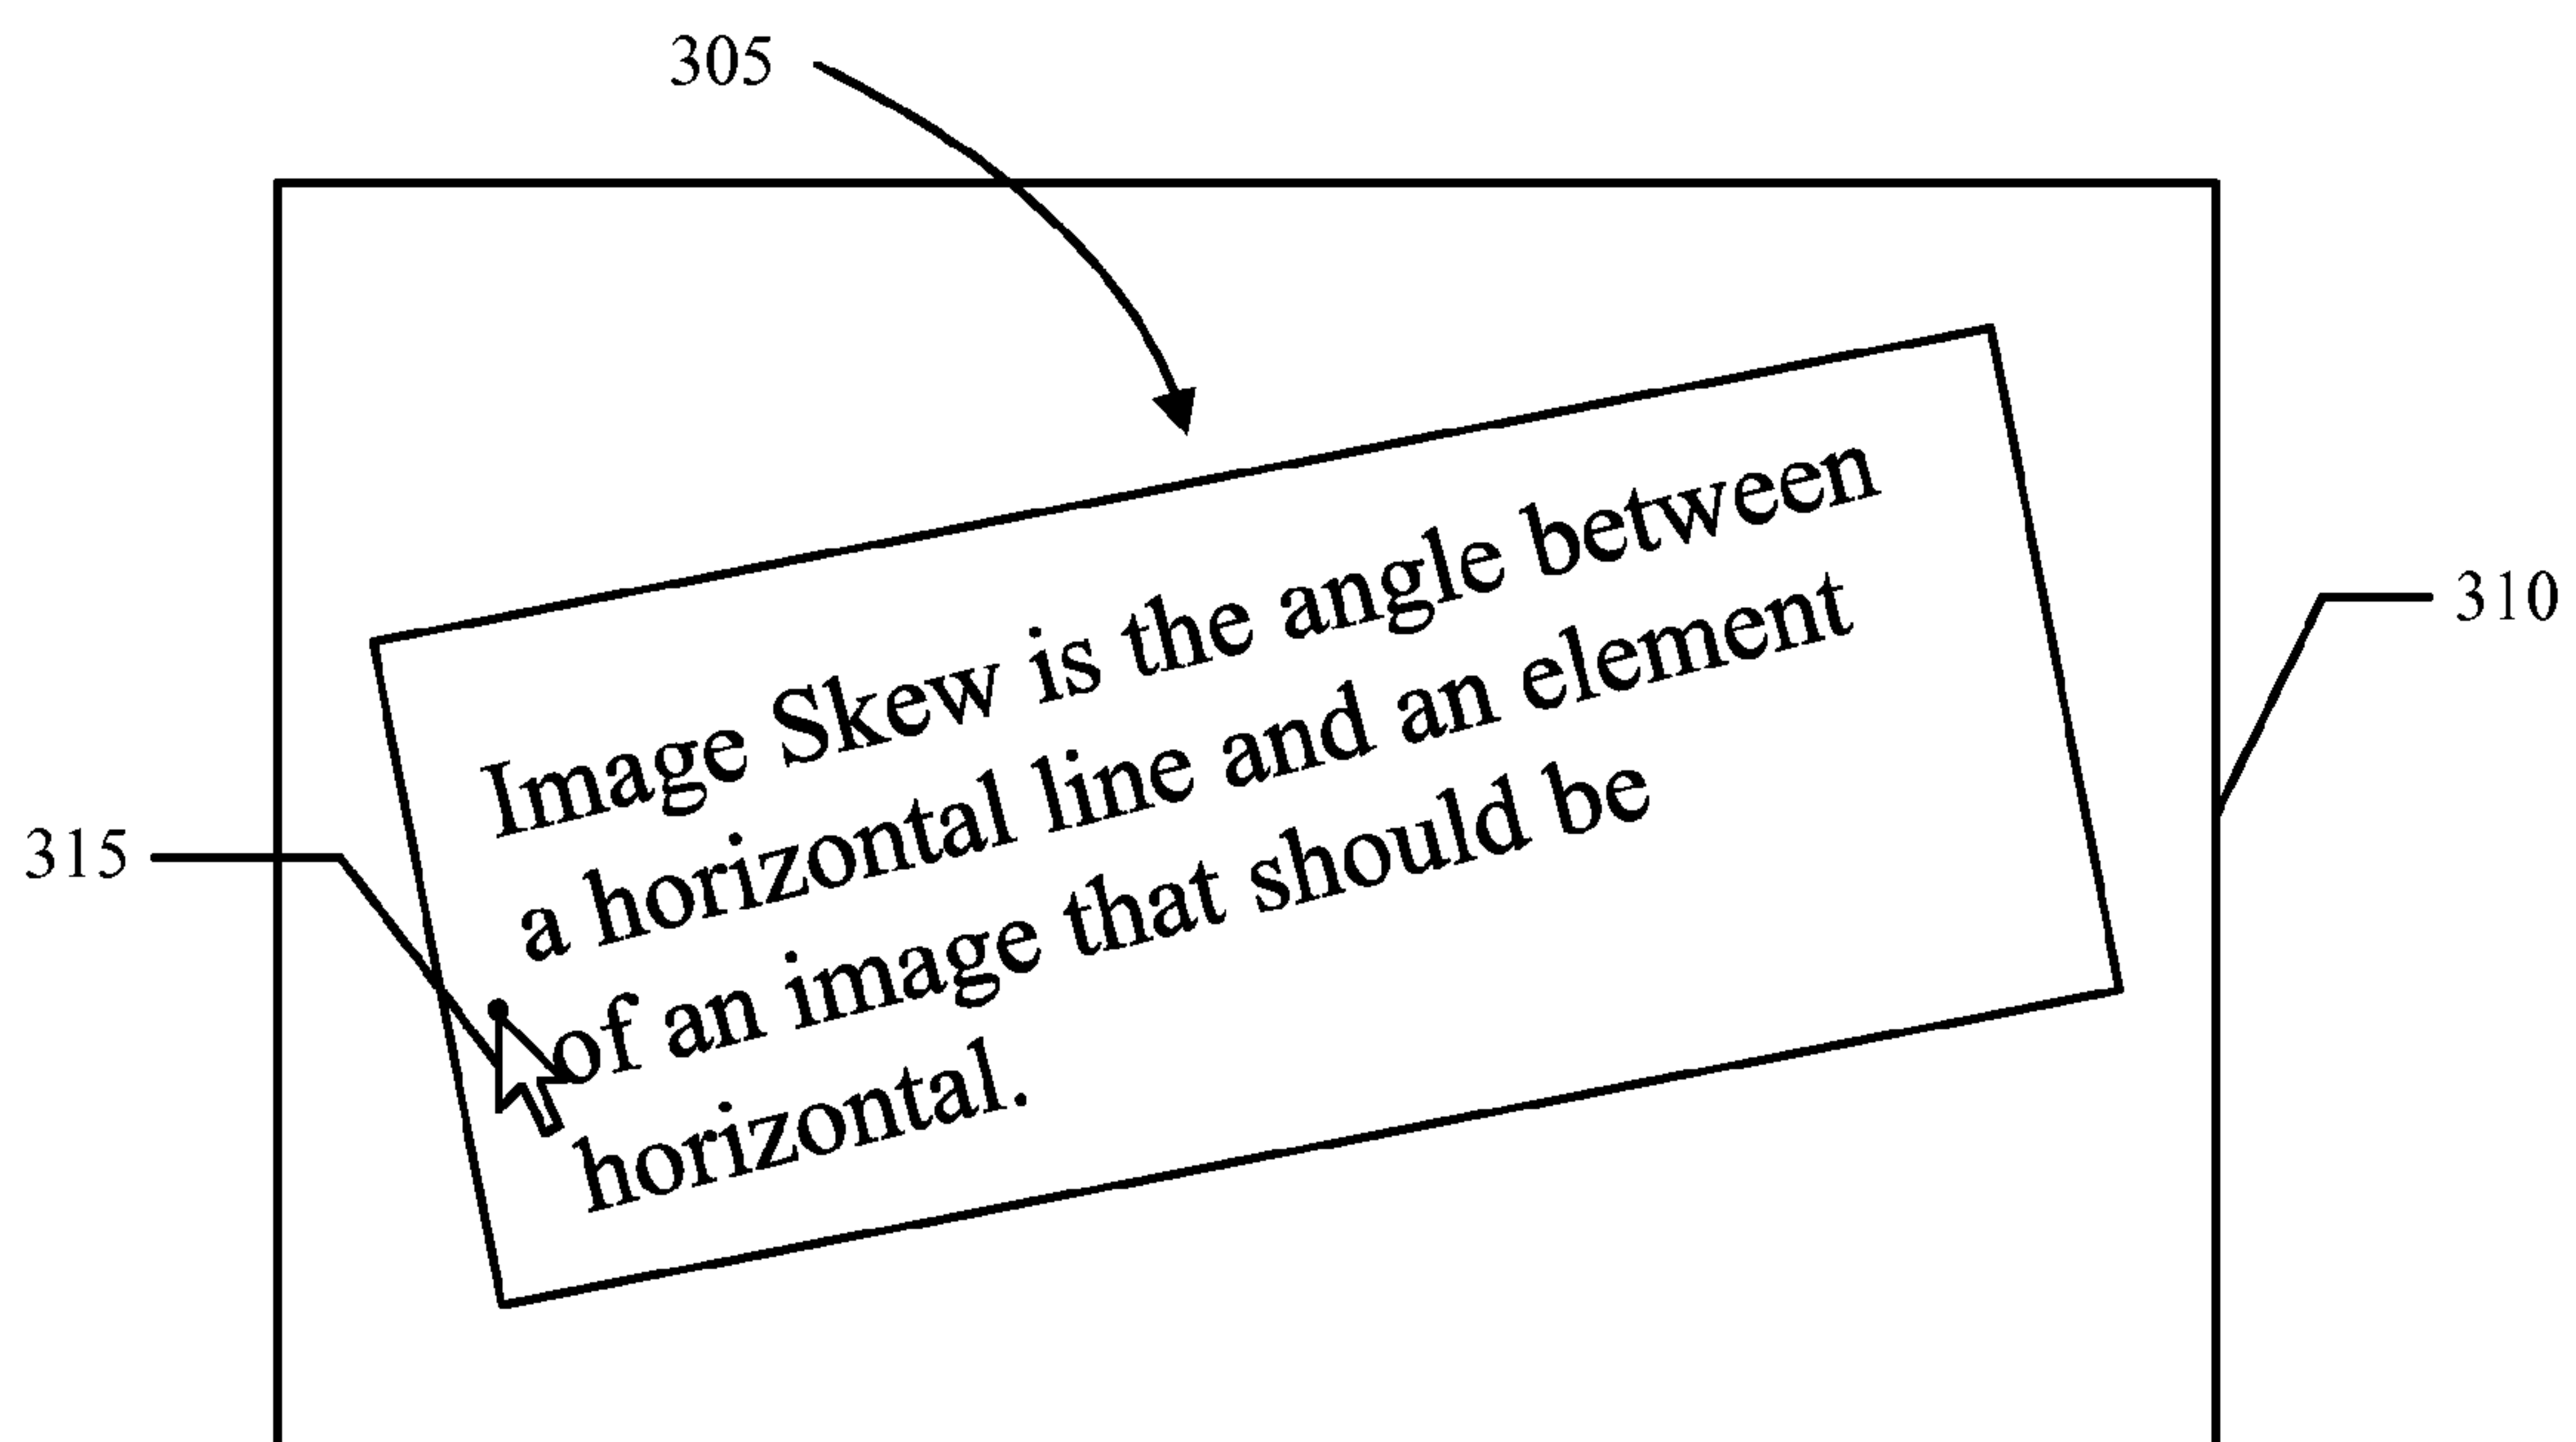 305
Image Skew is the angle between
a horizontal line and an element
of an image that should be
horizontal.
310
315